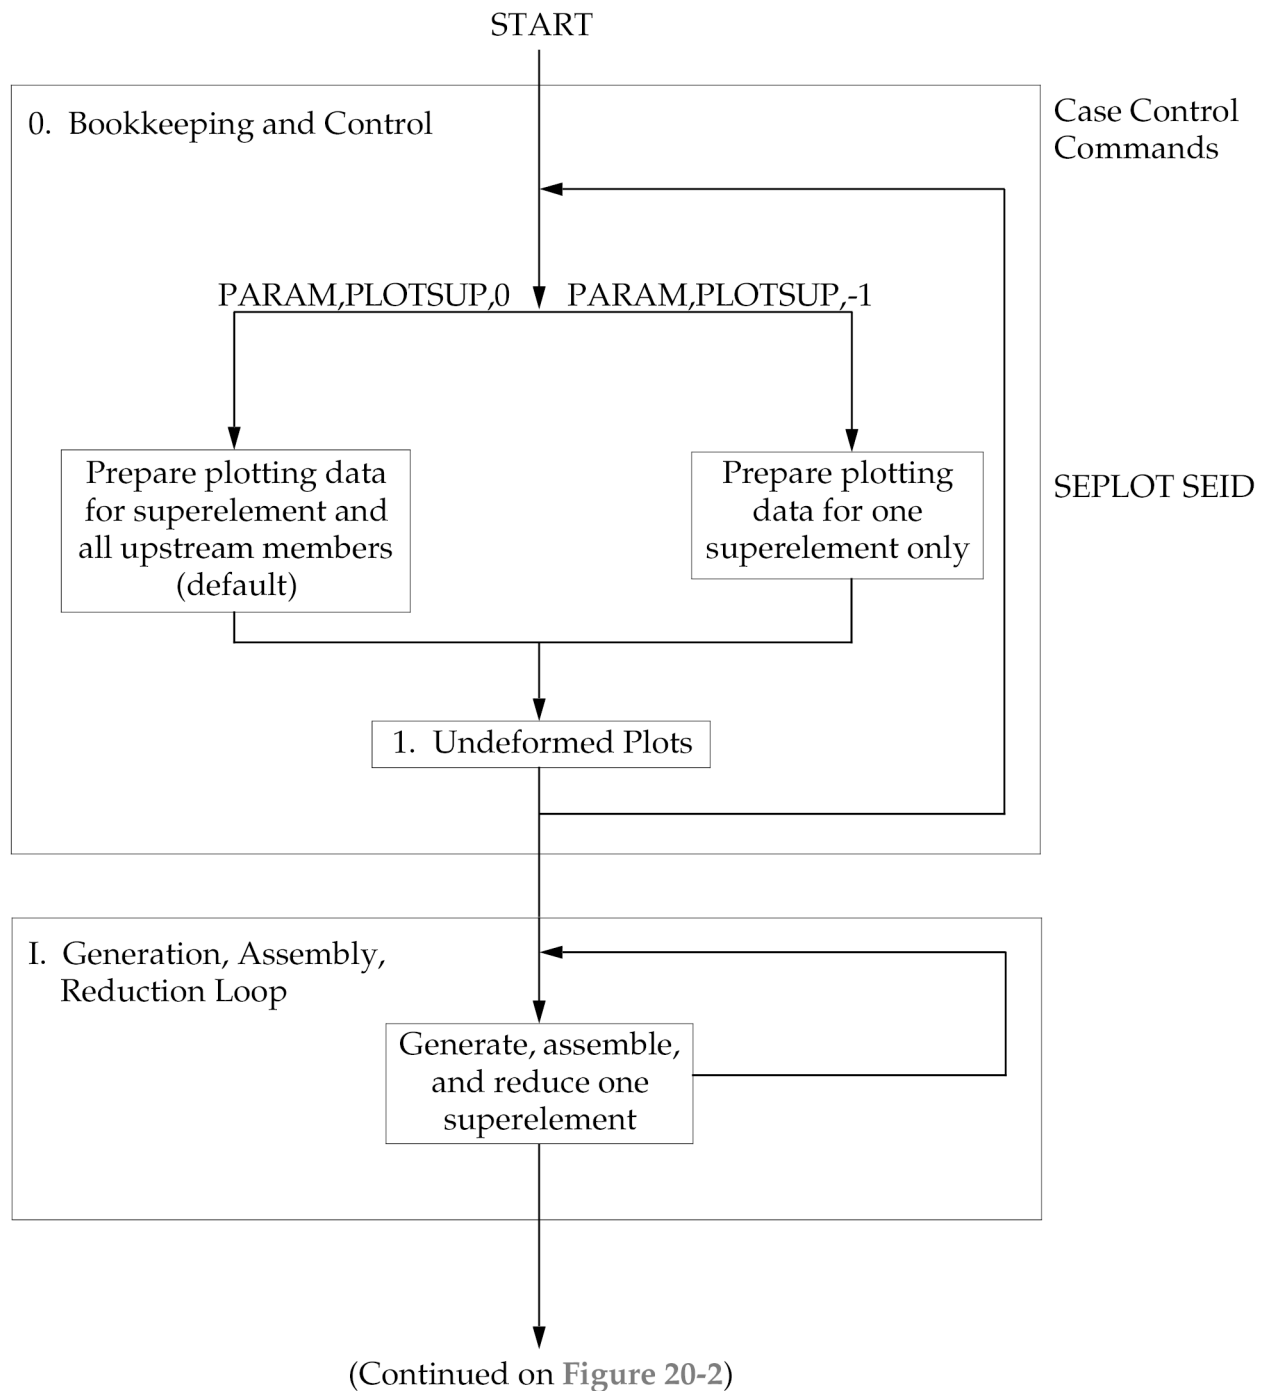 START
0. Bookkeeping and Control
Case Control
Commands
PARAM,PLOTSUP,0
PARAM,PLOTSUP,-1
Prepare plotting data
for superelement and
all upstream members
(default)
Prepare plotting
data for one
superelement only
SEPLOT SEID
1. Undeformed Plots
I. Generation, Assembly,
Reduction Loop
Generate, assemble,
and reduce one
superelement
(Continued on Figure 20-2)